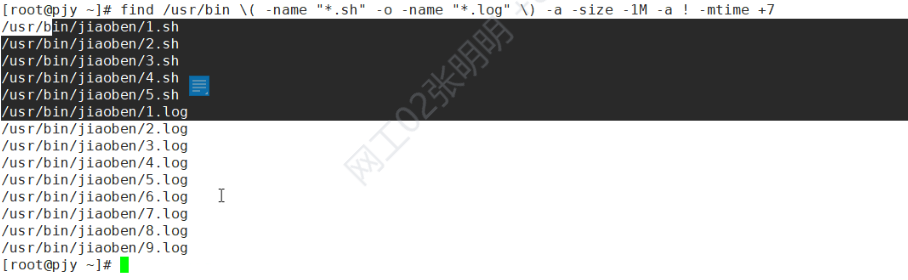 [root@pjy ~]# find /usr/bin \( -name "*.sh" -o -name "*.log" \) -a -size -1M -a ! -mtime +7
/usr/bin/jiaoben/1.sh
/usr/bin/jiaoben/2.sh
/usr/bin/jiaoben/3.sh
/usr/bin/jiaoben/4.sh
/usr/bin/jiaoben/5.sh
/usr/bin/jiaoben/1.log
/usr/bin/jiaoben/2.log
/usr/bin/jiaoben/3.log
/usr/bin/jiaoben/4.log
/usr/bin/jiaoben/5.log
/usr/bin/jiaoben/6.log
/usr/bin/jiaoben/7.log
/usr/bin/jiaoben/8.log
/usr/bin/jiaoben/9.log
[root@pjy ~]#
网工02张明明